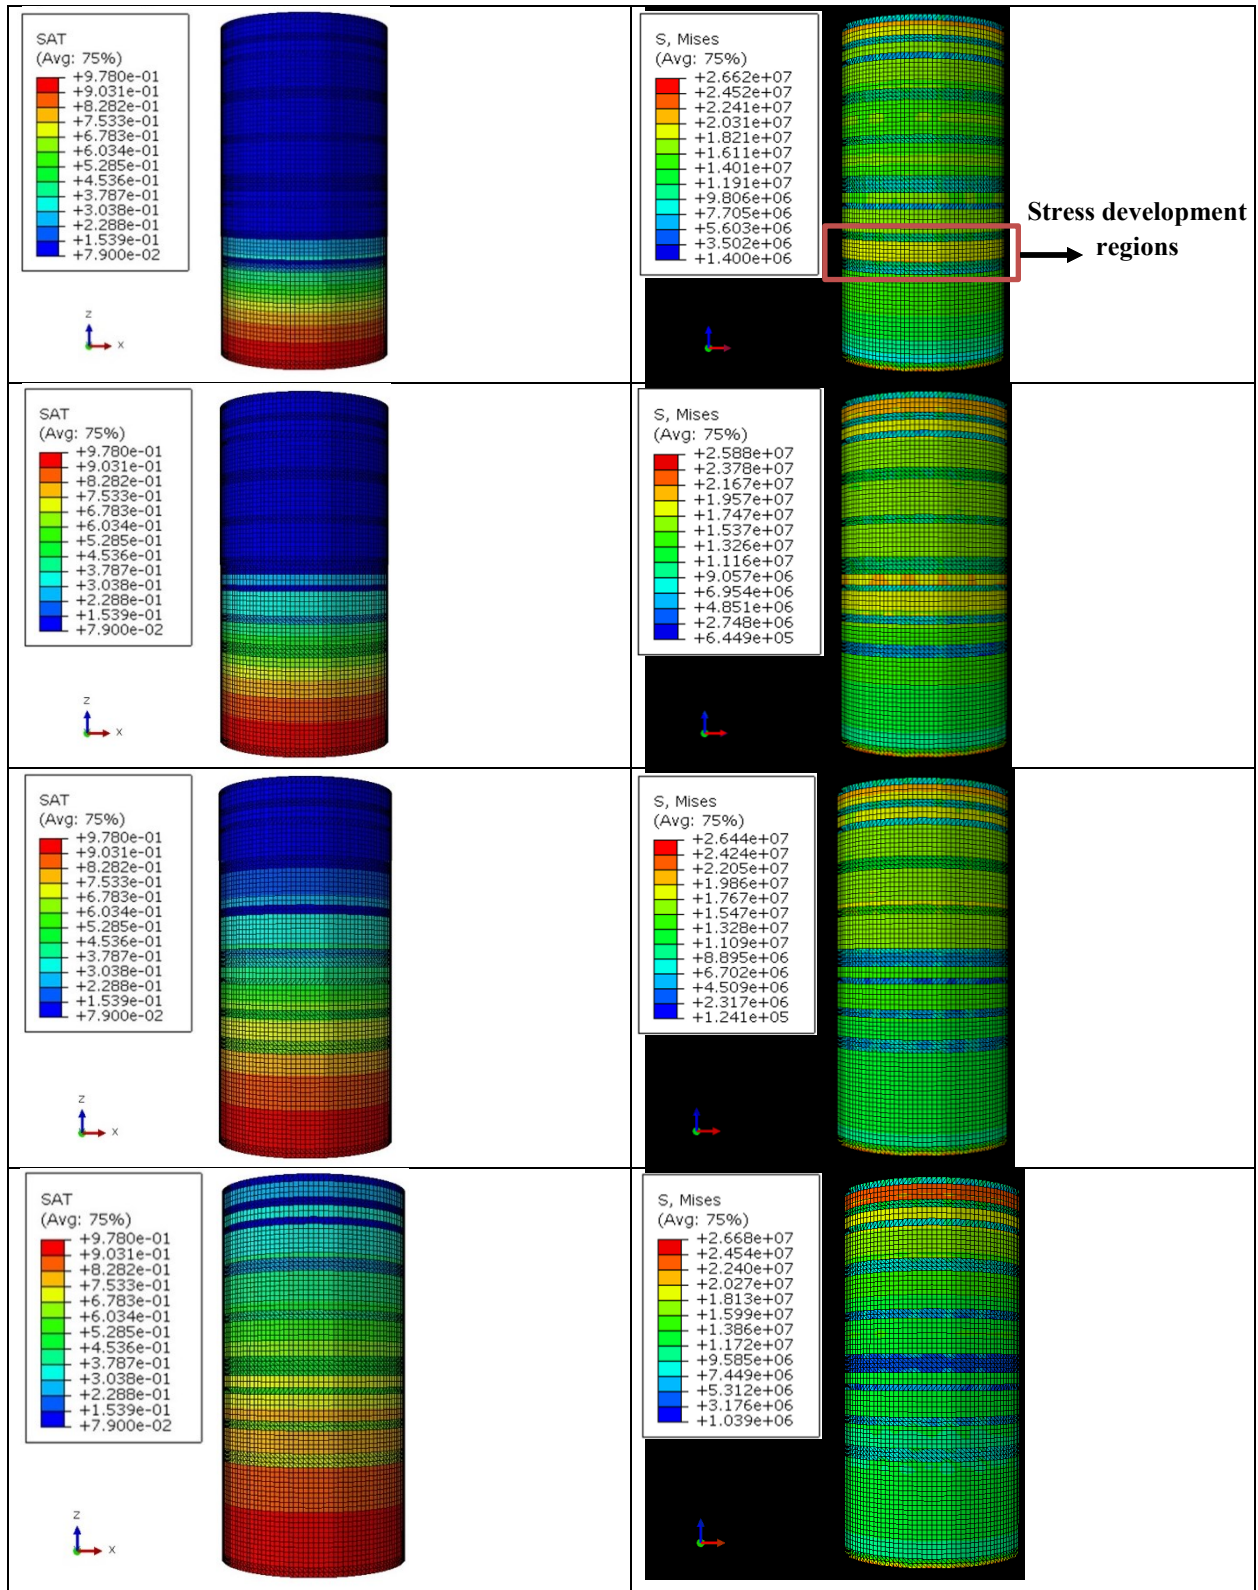 SAT
(Avg: 75%)
+9.780e-01
+9.031e-01
+8.282e-01
+7.533e-01
+6.783e-01
+6.034e-01
+5.285e-01
+4.536e-01
+3.787e-01
+3.038e-01
+2.288e-01
+1.539e-01
+7.900e-02
z
x
S, Mises
(Avg: 75%)
+2.662e+07
+2.452e+07
+2.241e+07
+2.031e+07
+1.821e+07
+1.611e+07
+1.401e+07
+1.191e+07
+9.806e+06
+7.705e+06
+5.603e+06
+3.502e+06
+1.400e+06
Stress development
regions
SAT
(Avg: 75%)
+9.780e-01
+9.031e-01
+8.282e-01
+7.533e-01
+6.783e-01
+6.034e-01
+5.285e-01
+4.536e-01
+3.787e-01
+3.038e-01
+2.288e-01
+1.539e-01
+7.900e-02
z
x
S, Mises
(Avg: 75%)
+2.588e+07
+2.378e+07
+2.167e+07
+1.957e+07
+1.747e+07
+1.537e+07
+1.326e+07
+1.116e+07
+9.057e+06
+6.954e+06
+4.851e+06
+2.748e+06
+6.449e+05
SAT
(Avg: 75%)
+9.780e-01
+9.031e-01
+8.282e-01
+7.533e-01
+6.783e-01
+6.034e-01
+5.285e-01
+4.536e-01
+3.787e-01
+3.038e-01
+2.288e-01
+1.539e-01
+7.900e-02
z
x
S, Mises
(Avg: 75%)
+2.644e+07
+2.424e+07
+2.205e+07
+1.986e+07
+1.767e+07
+1.547e+07
+1.328e+07
+1.109e+07
+8.895e+06
+6.702e+06
+4.509e+06
+2.317e+06
+1.241e+05
SAT
(Avg: 75%)
+9.780e-01
+9.031e-01
+8.282e-01
+7.533e-01
+6.783e-01
+6.034e-01
+5.285e-01
+4.536e-01
+3.787e-01
+3.038e-01
+2.288e-01
+1.539e-01
+7.900e-02
z
x
S, Mises
(Avg: 75%)
+2.668e+07
+2.454e+07
+2.240e+07
+2.027e+07
+1.813e+07
+1.599e+07
+1.386e+07
+1.172e+07
+9.585e+06
+7.449e+06
+5.312e+06
+3.176e+06
+1.039e+06